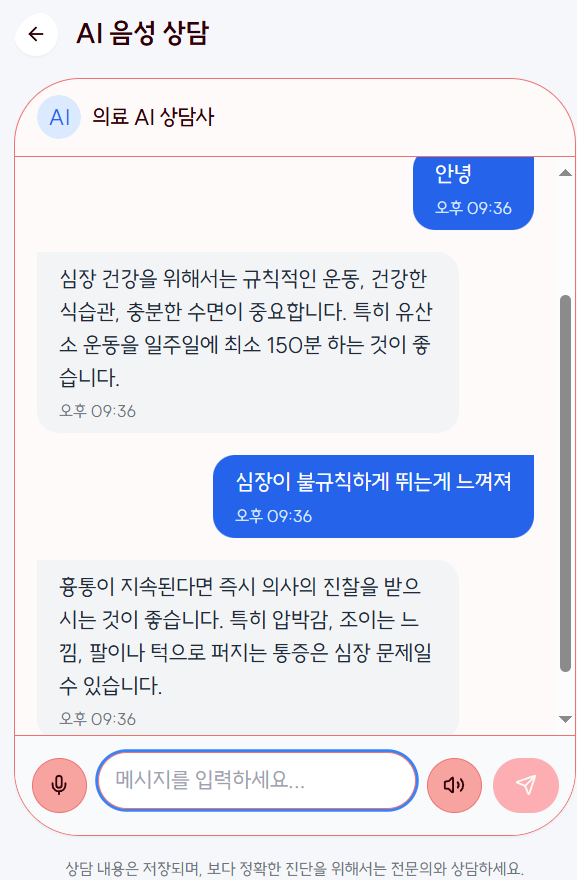 AI 음성 상담
AI 의료 AI 상담사
안녕
오후 09:36
심장 건강을 위해서는 규칙적인 운동, 건강한
식습관, 충분한 수면이 중요합니다. 특히 유산
소 운동을 일주일에 최소 150분 하는 것이 좋
습니다.
오후 09:36
심장이 불규칙하게 뛰는게 느껴져
오후 09:36
흉통이 지속된다면 즉시 의사의 진찰을 받으
시는 것이 좋습니다. 특히 압박감, 조이는 느
낌, 팔이나 턱으로 퍼지는 통증은 심장 문제일
수 있습니다.
오후 09:36
메시지를 입력하세요...
상담 내용은 저장되며, 보다 정확한 진단을 위해서는 전문의와 상담하세요.